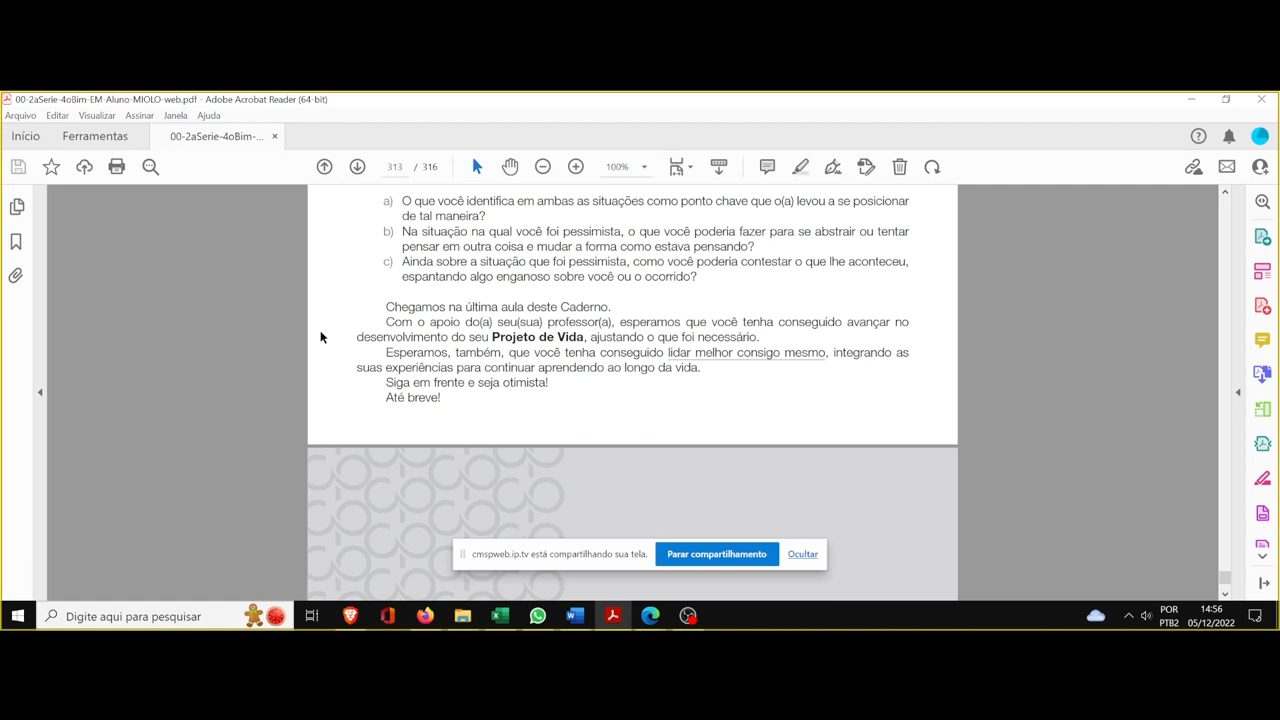 00-2aSerie-4oBim-EM-Aluno-MIOLO-web.pdf - Adobe Acrobat Reader (64-bit)
Arquivo Editar Visualizar Assinar Janela Ajuda
Início Ferramentas 00-2aSerie-4oBim-... ×
313 / 316 100%
a) O que você identifica em ambas as situações como ponto chave que o(a) levou a se posicionar
de tal maneira?
b) Na situação na qual você foi pessimista, o que você poderia fazer para se abstrair ou tentar
pensar em outra coisa e mudar a forma como estava pensando?
c) Ainda sobre a situação que foi pessimista, como você poderia contestar o que lhe aconteceu,
espantando algo enganoso sobre você ou o ocorrido?
Chegamos na última aula deste Caderno.
Com o apoio do(a) seu(sua) professor(a), esperamos que você tenha conseguido avançar no
desenvolvimento do seu Projeto de Vida, ajustando o que foi necessário.
Esperamos, também, que você tenha conseguido lidar melhor consigo mesmo, integrando as
suas experiências para continuar aprendendo ao longo da vida.
Siga em frente e seja otimista!
Até breve!
cmspweb.ip.tv está compartilhando sua tela. Parar compartilhamento Ocultar
Digite aqui para pesquisar
POR 14:56
PTB2 05/12/2022